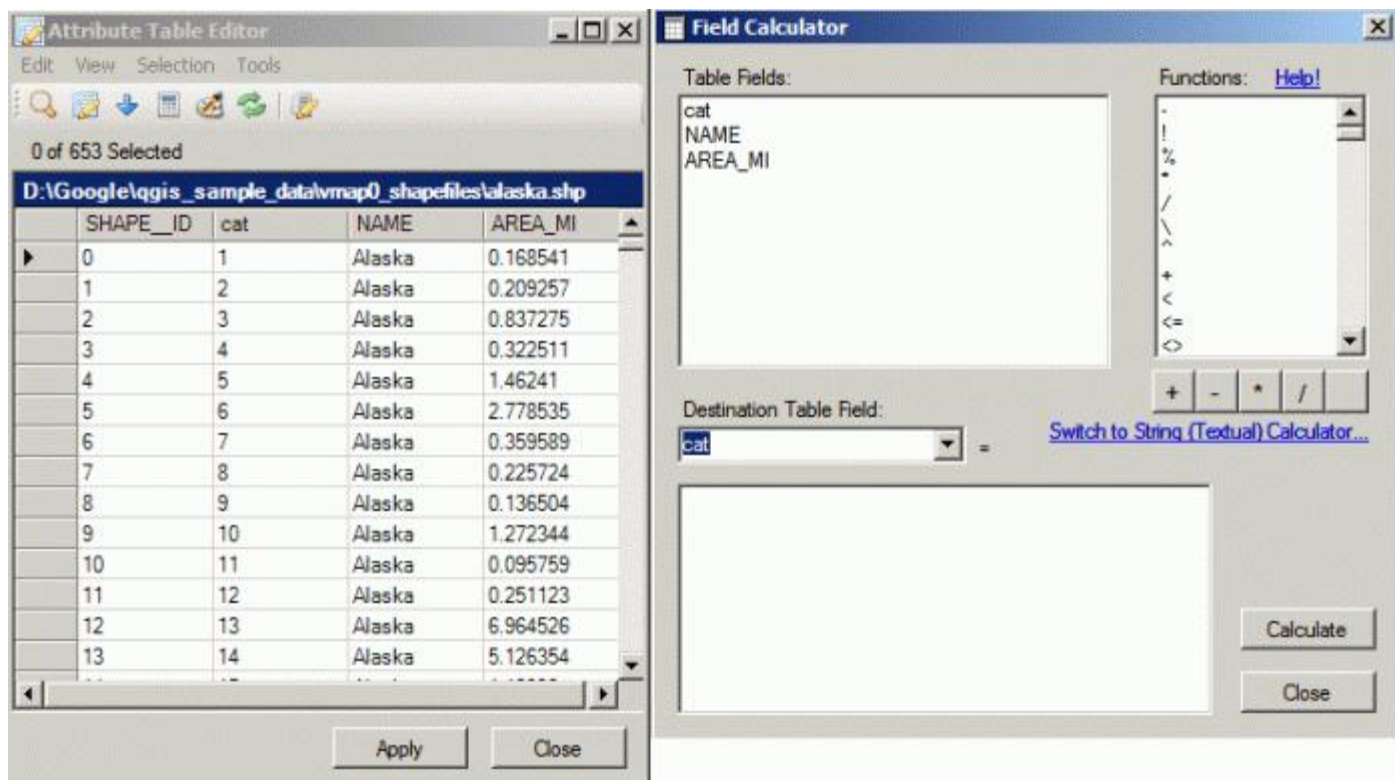 Attribute Table Editor
Edit View Selection Tools
0 of 653 Selected
D:\Google\qgis_sample_data\vmap0_shapefiles\alaska.shp
SHAPE__ID cat NAME AREA_MI
0 1 Alaska 0.168541
1 2 Alaska 0.209257
2 3 Alaska 0.837275
3 4 Alaska 0.322511
4 5 Alaska 1.46241
5 6 Alaska 2.778535
6 7 Alaska 0.359589
7 8 Alaska 0.225724
8 9 Alaska 0.136504
9 10 Alaska 1.272344
10 11 Alaska 0.095759
11 12 Alaska 0.251123
12 13 Alaska 6.964526
13 14 Alaska 5.126354
Apply Close
Field Calculator
Table Fields:
cat
NAME
AREA_MI
Functions: Help!
-
!
%
*
/
\
^
+
<
<=
<>
+ - * /
Destination Table Field:
Switch to String (Textual) Calculator...
cat =
Calculate
Close